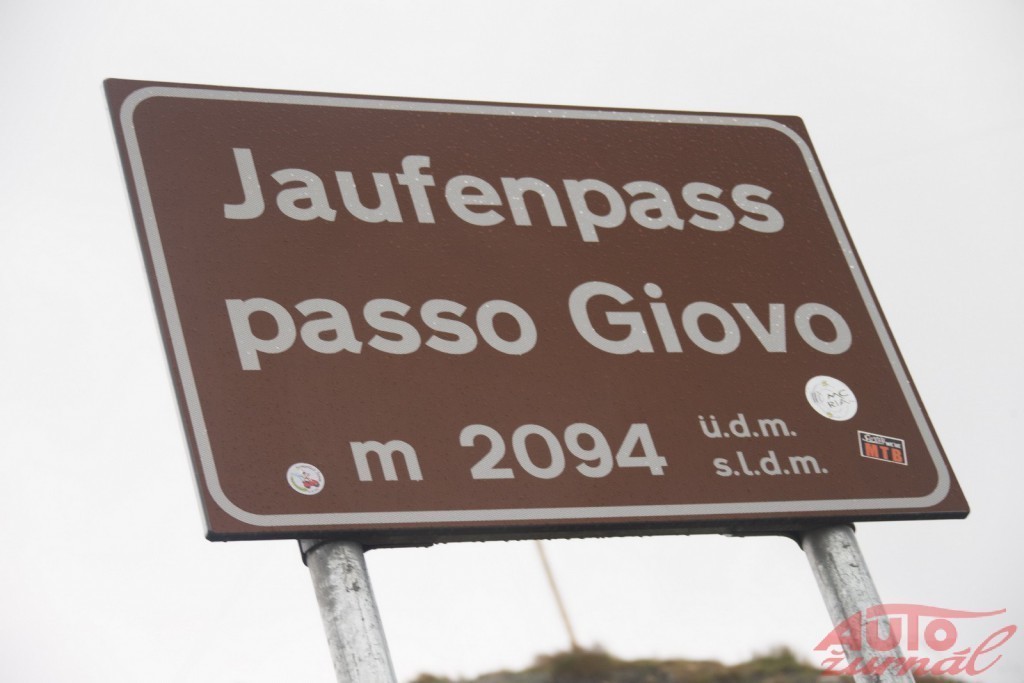 Jaufenpass
passo Giovo
m 2094
ü.d.m.
s.l.d.m.
MTB
AUTO
žurnál